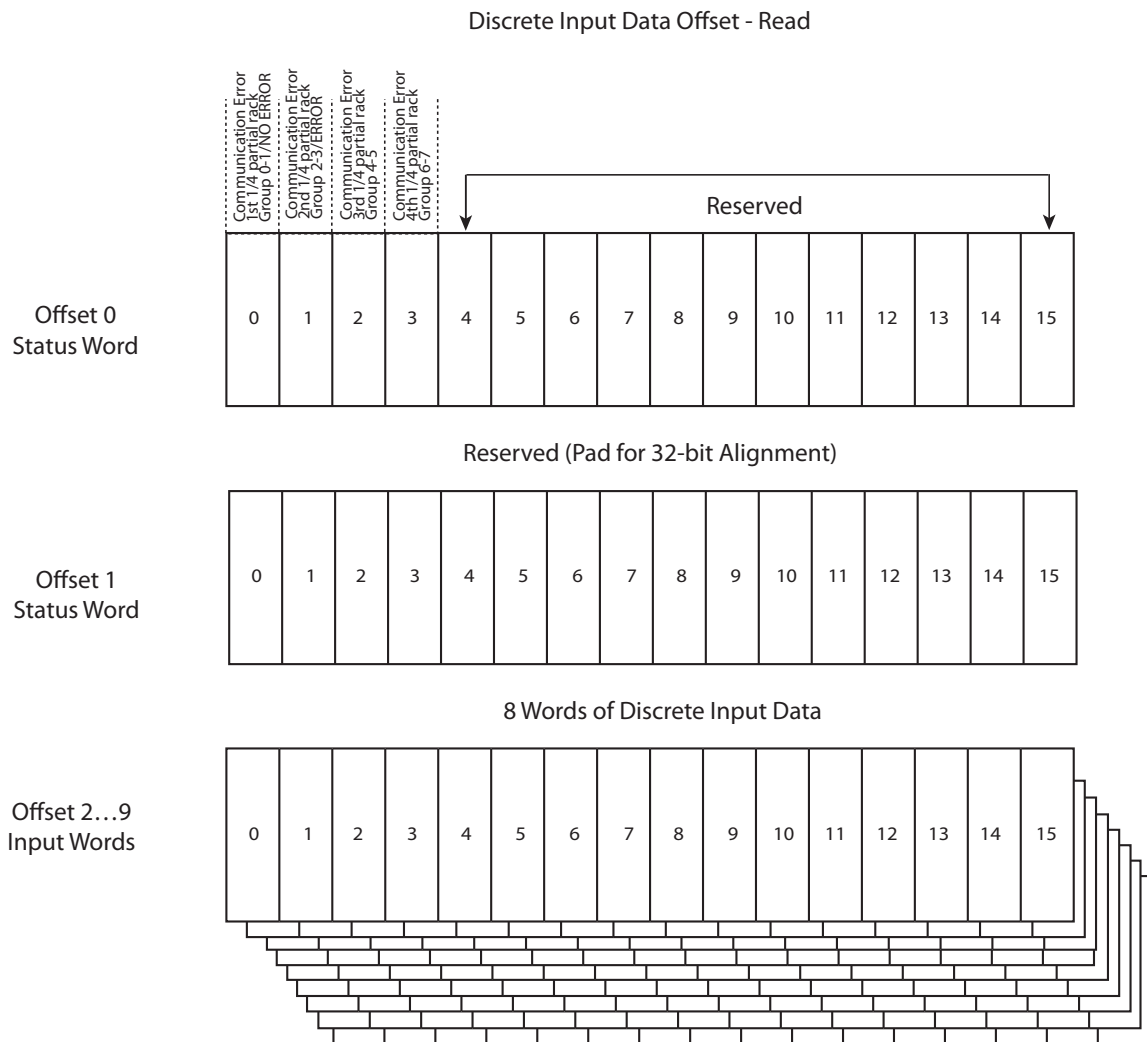 Discrete Input Data Offset - Read
Communication Error
1st 1/4 partial rack
Group 0-1/NO ERROR
Communication Error
2nd 1/4 partial rack
Group 2-3/ERROR
Communication Error
3rd 1/4 partial rack
Group 4-5
Communication Error
4th 1/4 partial rack
Group 6-7
Reserved
Offset 0
Status Word
0 1 2 3 4 5 6 7 8 9 10 11 12 13 14 15
Reserved (Pad for 32-bit Alignment)
Offset 1
Status Word
0 1 2 3 4 5 6 7 8 9 10 11 12 13 14 15
8 Words of Discrete Input Data
Offset 2…9
Input Words
0 1 2 3 4 5 6 7 8 9 10 11 12 13 14 15